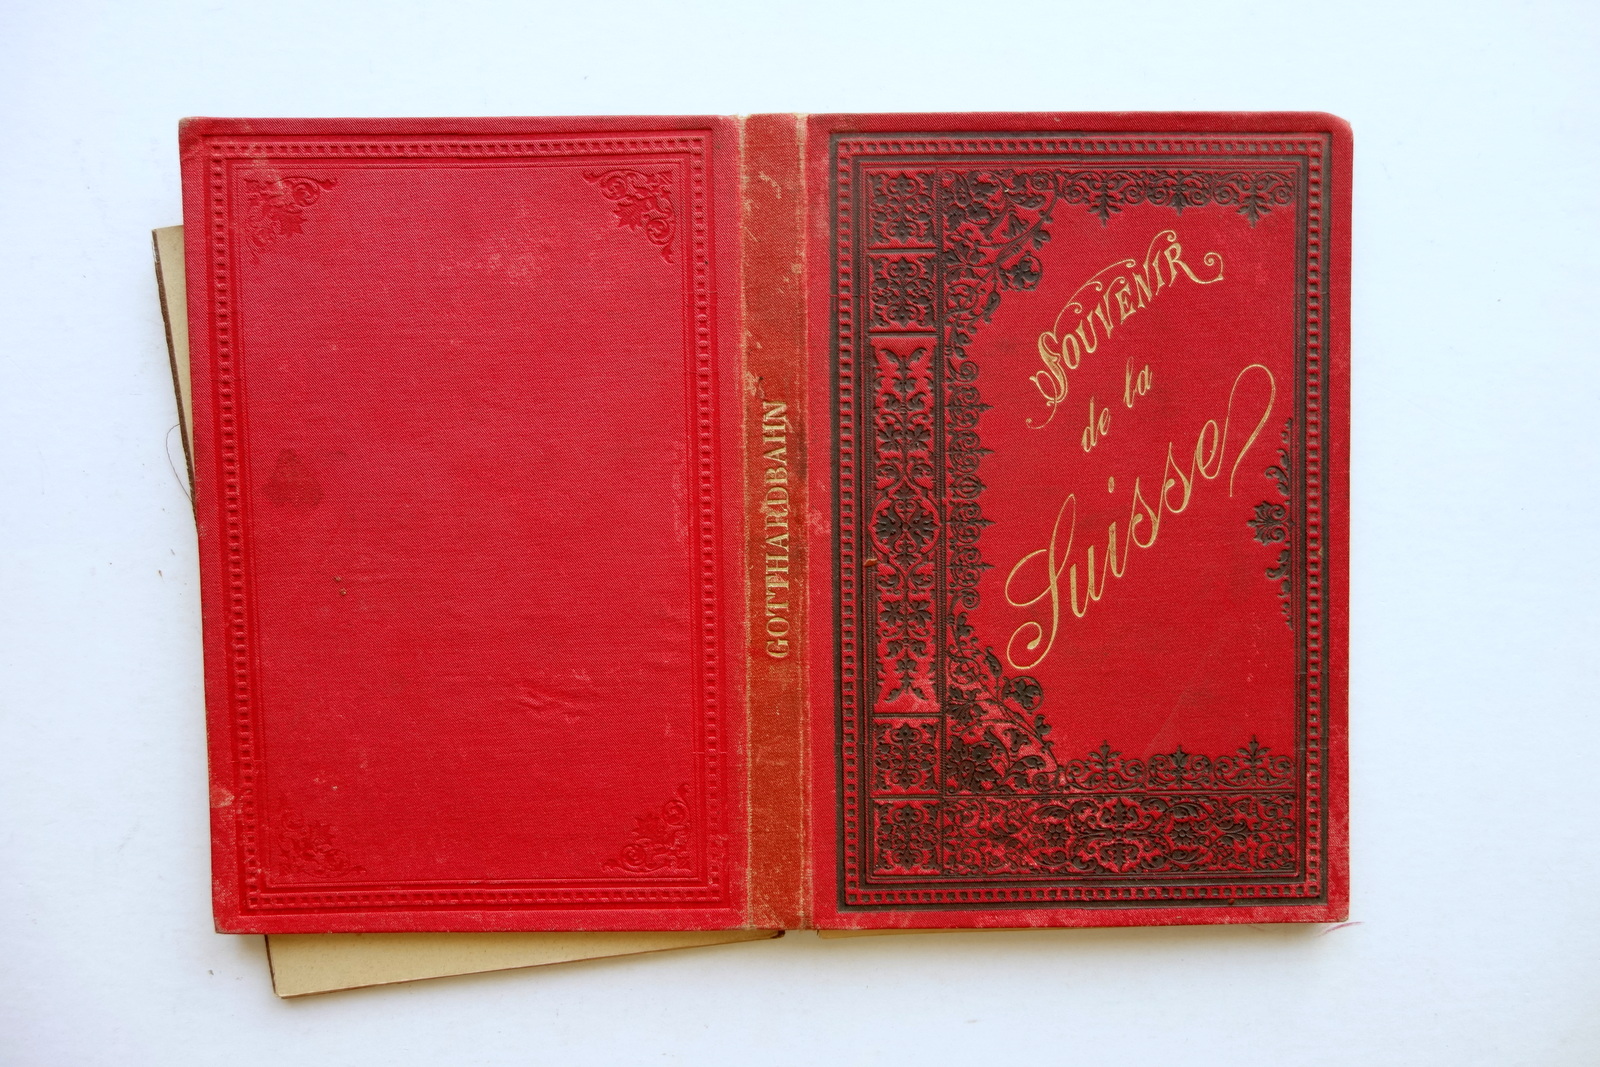 GOTTHARDBAHN
SOUVENIR
de la
Suisse